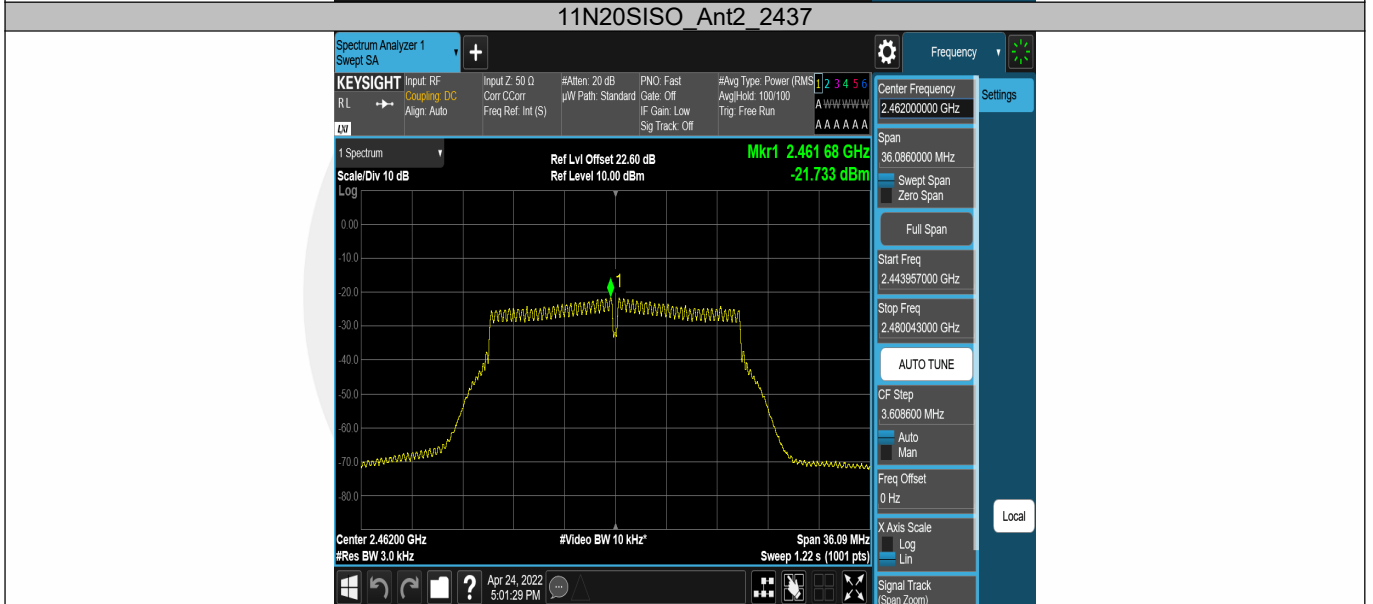 11N20SISO_Ant2_2437
Spectrum Analyzer 1
Swept SA
Frequency
KEYSIGHT
RL
LXI
Input: RF
Coupling: DC
Align: Auto
Input Z: 50 Ω
Corr CCorr
Freq Ref: Int (S)
#Atten: 20 dB
µW Path: Standard
PNO: Fast
Gate: Off
IF Gain: Low
Sig Track: Off
#Avg Type: Power (RMS
Avg|Hold: 100/100
Trig: Free Run
1 2 3 4 5 6
A W W W W W
A A A A A A
1 Spectrum
Scale/Div 10 dB
Log
Ref Lvl Offset 22.60 dB
Ref Level 10.00 dBm
Mkr1 2.461 68 GHz
-21.733 dBm
0.00
-10.0
-20.0
-30.0
-40.0
-50.0
-60.0
-70.0
-80.0
1
Center 2.46200 GHz
#Res BW 3.0 kHz
#Video BW 10 kHz*
Span 36.09 MHz
Sweep 1.22 s (1001 pts)
Apr 24, 2022
5:01:29 PM
Center Frequency
2.462000000 GHz
Settings
Span
36.0860000 MHz
Swept Span
Zero Span
Full Span
Start Freq
2.443957000 GHz
Stop Freq
2.480043000 GHz
AUTO TUNE
CF Step
3.608600 MHz
Auto
Man
Freq Offset
0 Hz
Local
X Axis Scale
Log
Lin
Signal Track
(Span Zoom)